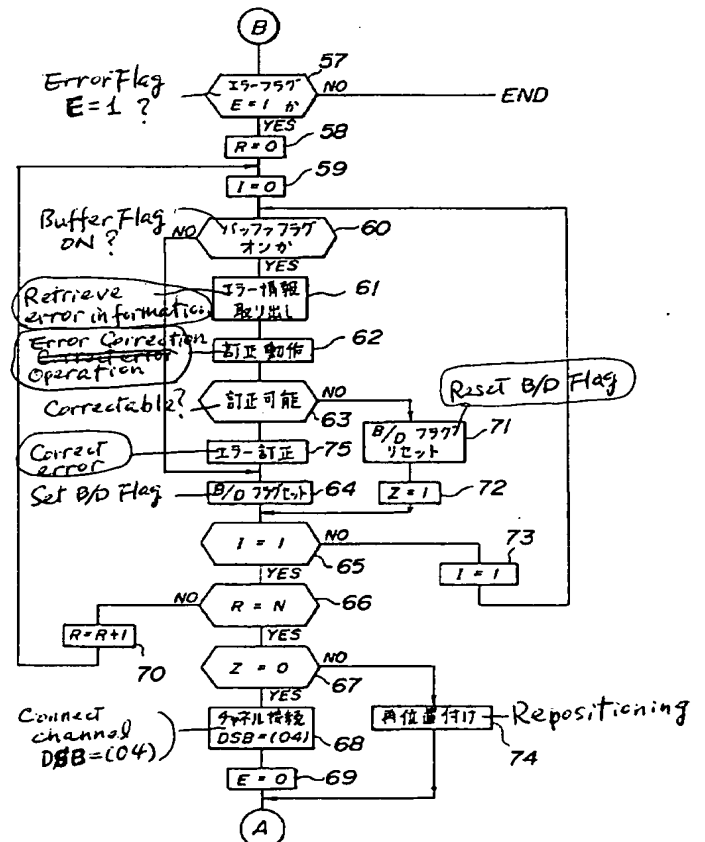 B
57
Error Flag
E=1 ?
エラーフラグ
E=1 か
NO
END
YES
R=0
58
I=0
59
Buffer Flag
ON?
NO
バッファフラグ
オンか
60
YES
Retrieve
error information
エラー情報
取り出し
61
Error Correction
Correct error
Operation
訂正動作
62
Correctable?
訂正可能
NO
63
Reset B/D Flag
B/D フラグ
リセット
71
Correct
error
エラー訂正
75
Z=1
72
Set B/D Flag
B/D フラグセット
64
I = 1
NO
65
73
I = 1
YES
NO
R = N
66
R=R+1
70
YES
Z = 0
NO
67
YES
Connect
channel
DSB=(04)
チャネル接続
DSB=(04)
68
再位置付け
Repositioning
74
E=0
69
A